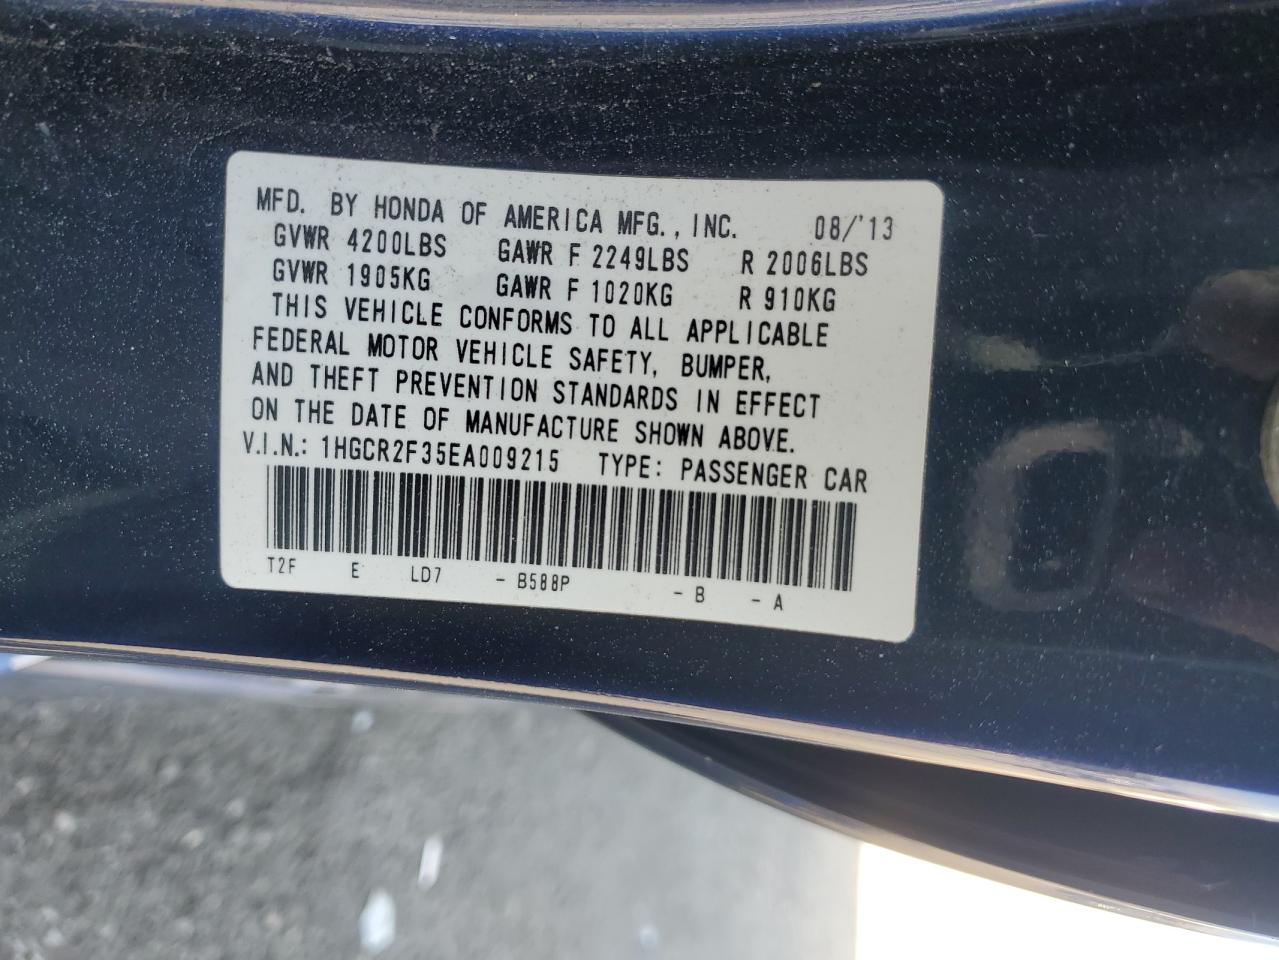 MFD. BY HONDA OF AMERICA MFG., INC. 08/'13
GVWR 4200LBS GAWR F 2249LBS R 2006LBS
GVWR 1905KG GAWR F 1020KG R 910KG
THIS VEHICLE CONFORMS TO ALL APPLICABLE
FEDERAL MOTOR VEHICLE SAFETY, BUMPER,
AND THEFT PREVENTION STANDARDS IN EFFECT
ON THE DATE OF MANUFACTURE SHOWN ABOVE.
V.I.N.: 1HGCR2F35EA009215 TYPE: PASSENGER CAR
T2F E LD7 - B588P - B - A